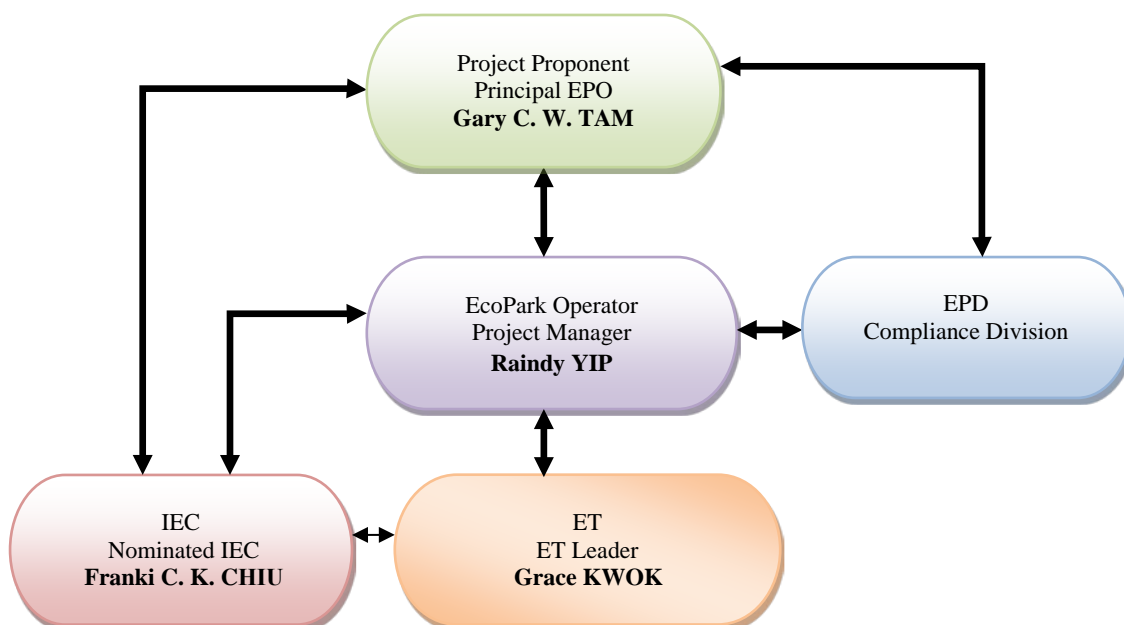 Project Proponent
Principal EPO
Gary C. W. TAM
EcoPark Operator
Project Manager
Raindy YIP
EPD
Compliance Division
IEC
Nominated IEC
Franki C. K. CHIU
ET
ET Leader
Grace KWOK